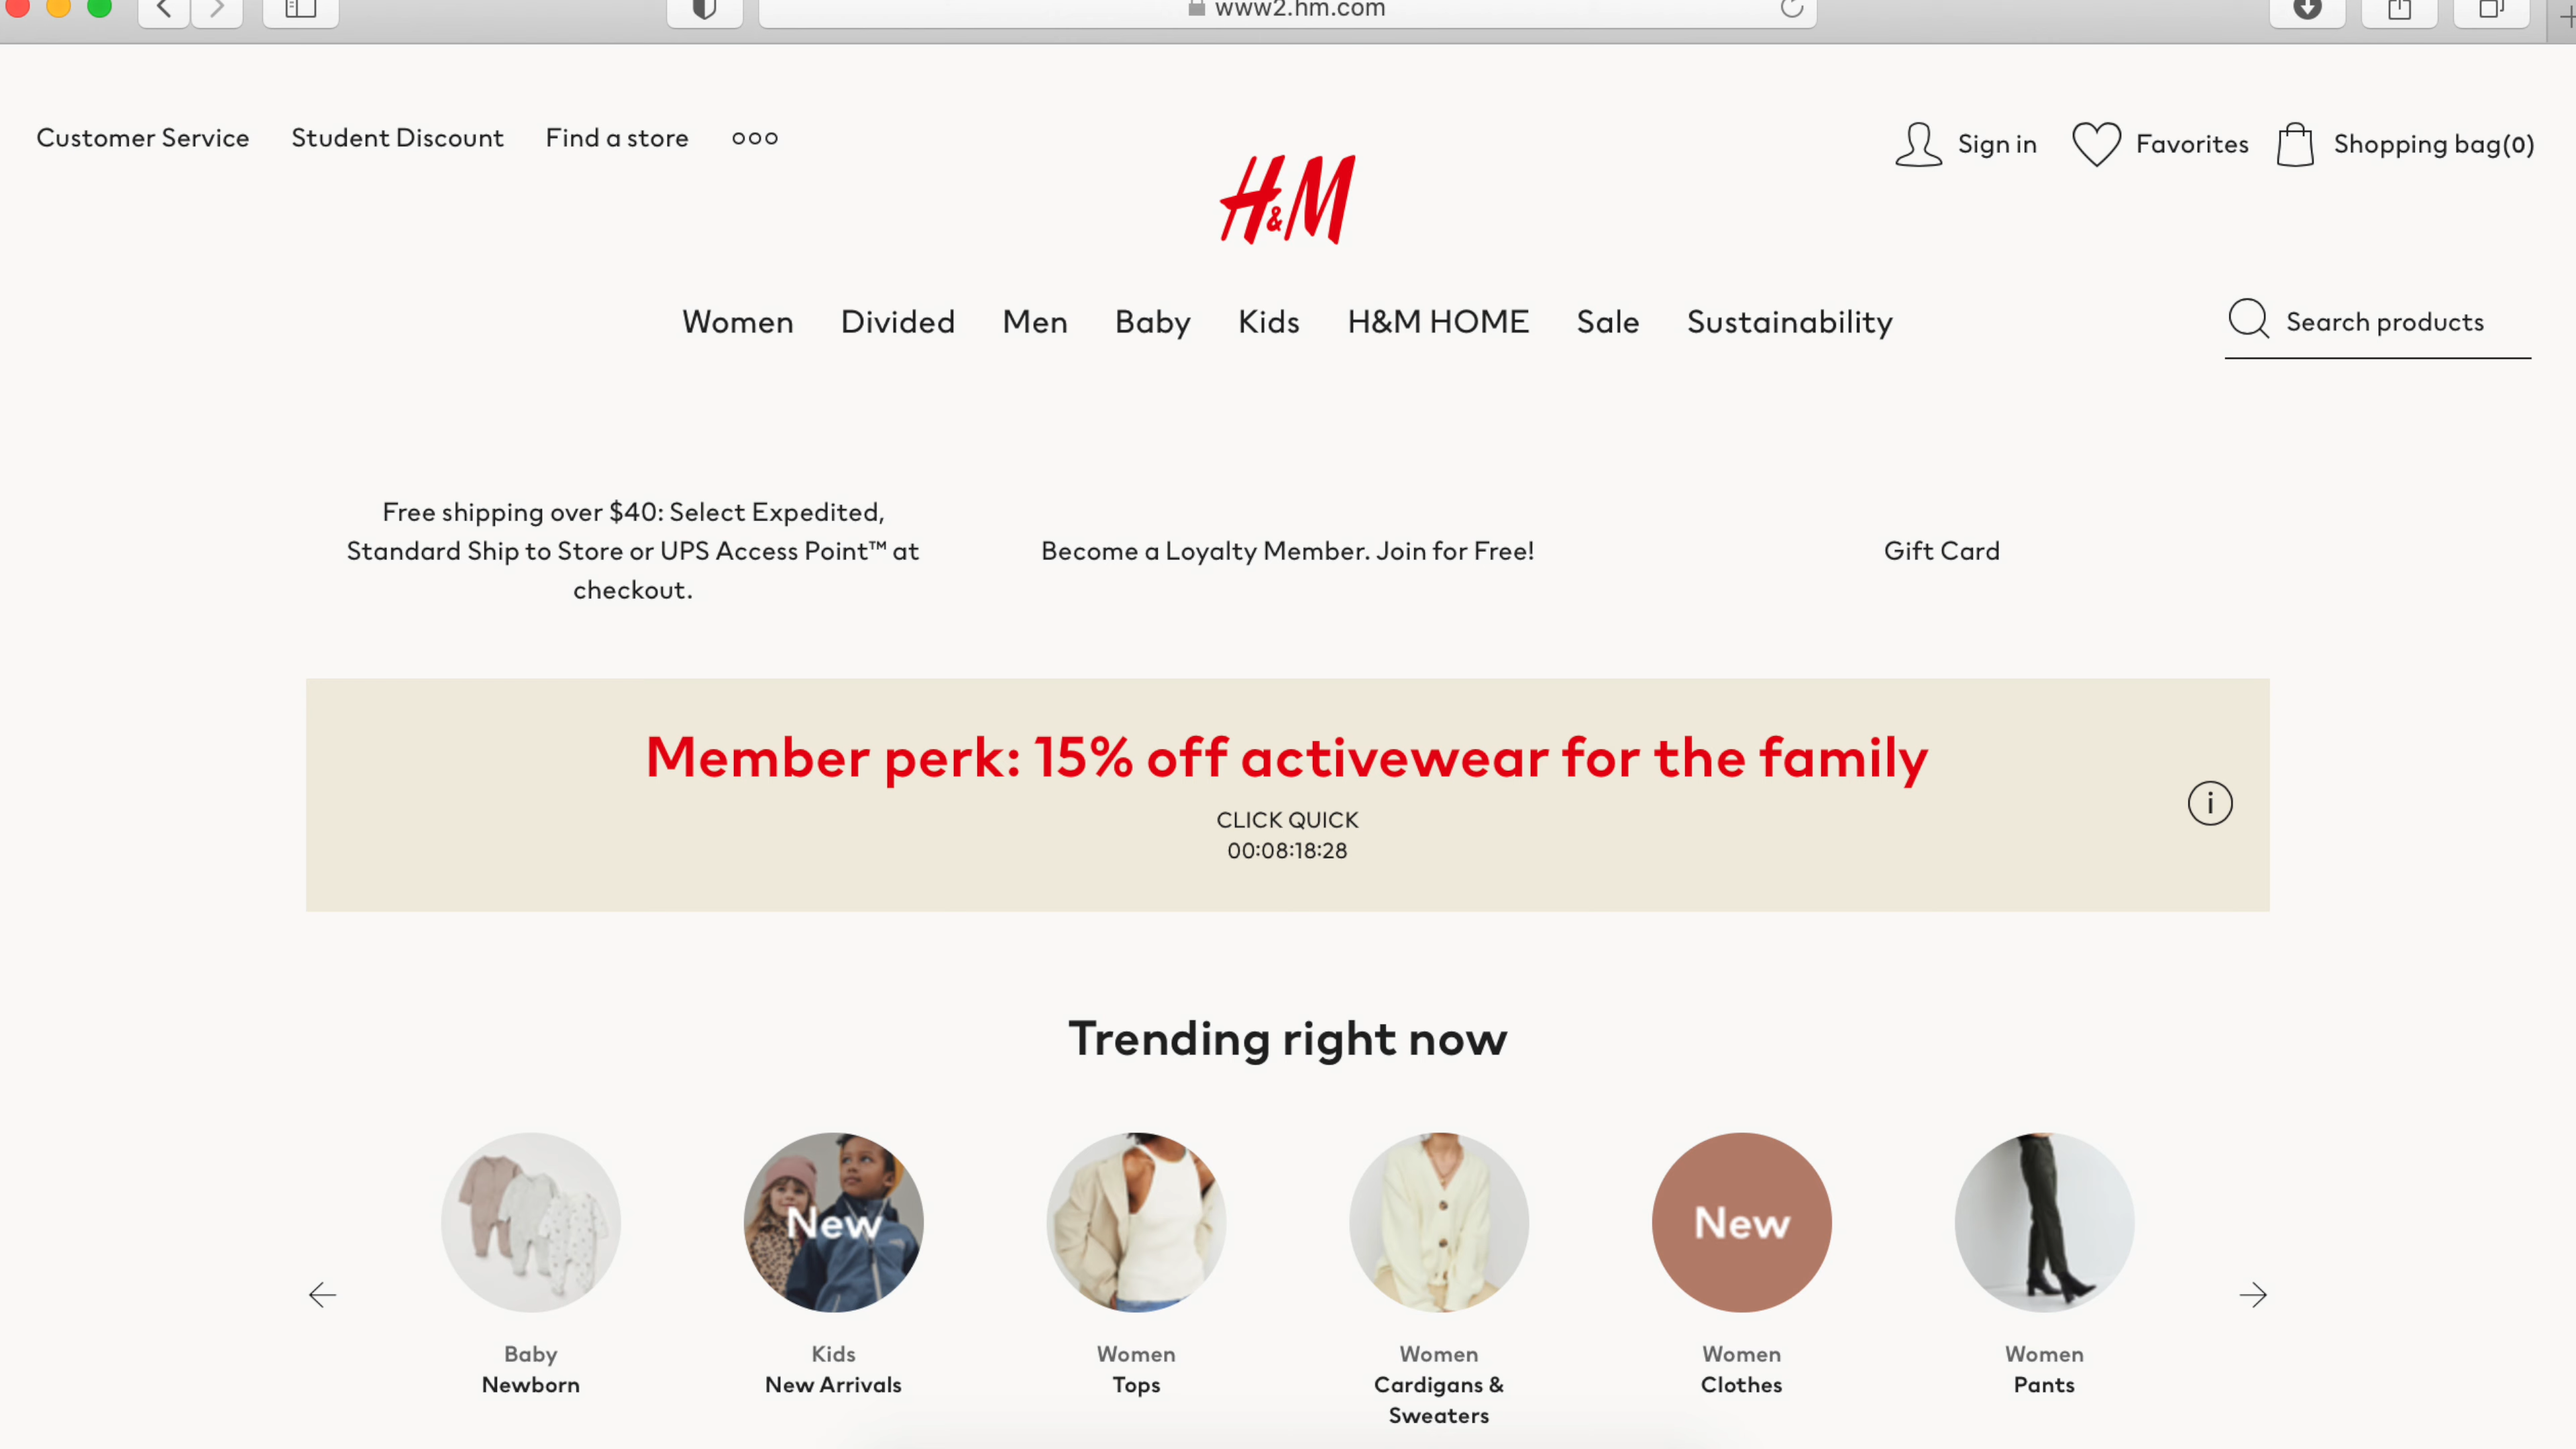 www2.hm.com
Customer Service Student Discount Find a store
Sign in Favorites Shopping bag(0)
H&M
Women Divided Men Baby Kids H&M HOME Sale Sustainability
Search products
Free shipping over $40: Select Expedited,
Standard Ship to Store or UPS Access Point™ at
checkout.
Become a Loyalty Member. Join for Free!
Gift Card
Member perk: 15% off activewear for the family
CLICK QUICK
00:08:18:28
i
Trending right now
New
New
Baby
Newborn
Kids
New Arrivals
Women
Tops
Women
Cardigans &
Sweaters
Women
Clothes
Women
Pants